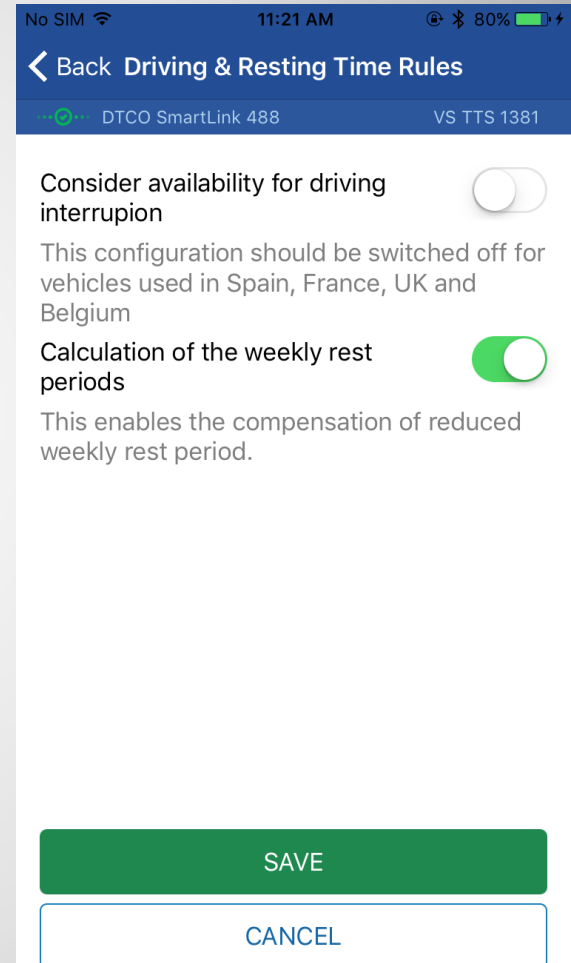 No SIM 11:21 AM 80%
Back Driving & Resting Time Rules
DTCO SmartLink 488 VS TTS 1381
Consider availability for driving
interrupion
This configuration should be switched off for
vehicles used in Spain, France, UK and
Belgium
Calculation of the weekly rest
periods
This enables the compensation of reduced
weekly rest period.
SAVE
CANCEL